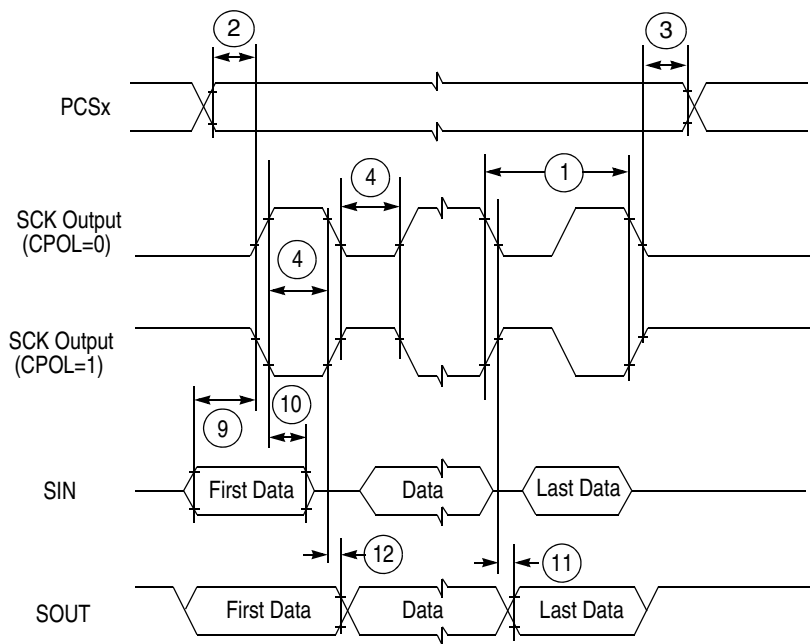 2
3
PCSx
4
1
SCK Output
(CPOL=0)
4
SCK Output
(CPOL=1)
9
10
SIN
First Data
Data
Last Data
12
11
SOUT
First Data
Data
Last Data